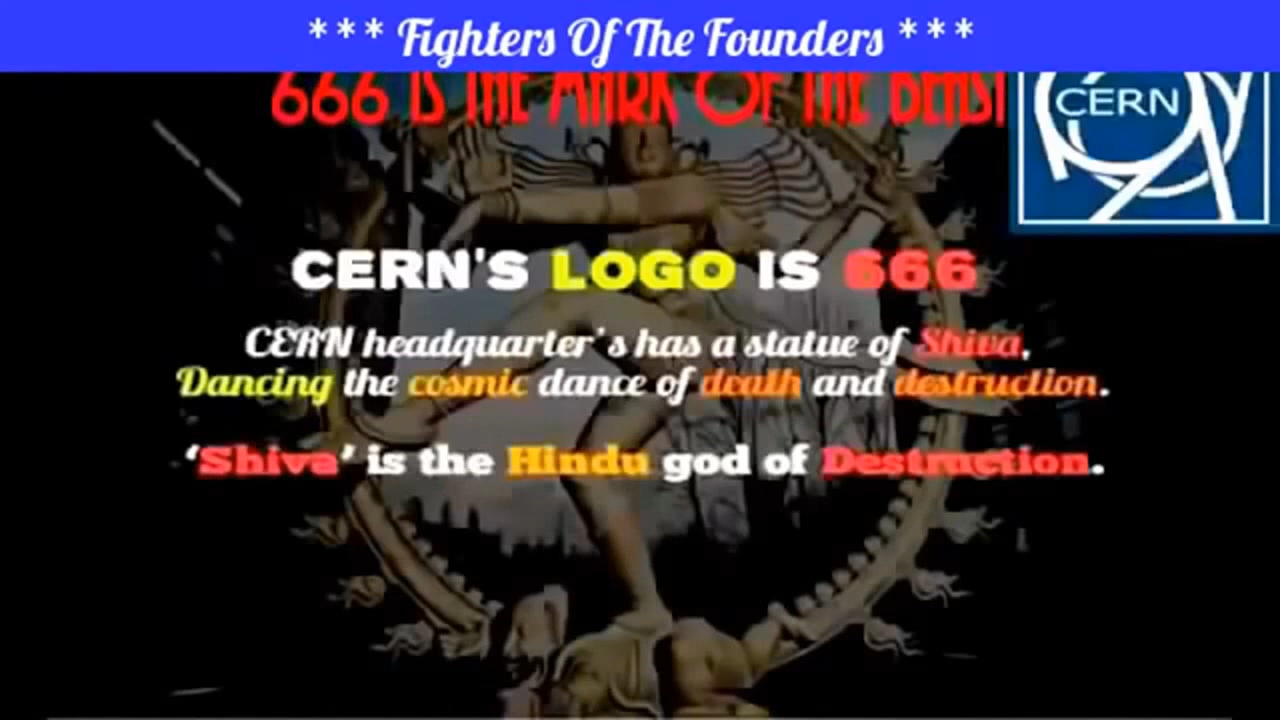 *** Fighters Of The Founders ***
666 IS THE MARK OF THE BEAST
CERN
CERN'S LOGO IS 666
CERN headquarter's has a statue of Shiva,
Dancing the cosmic dance of death and destruction.
‘Shiva’ is the Hindu god of Destruction.